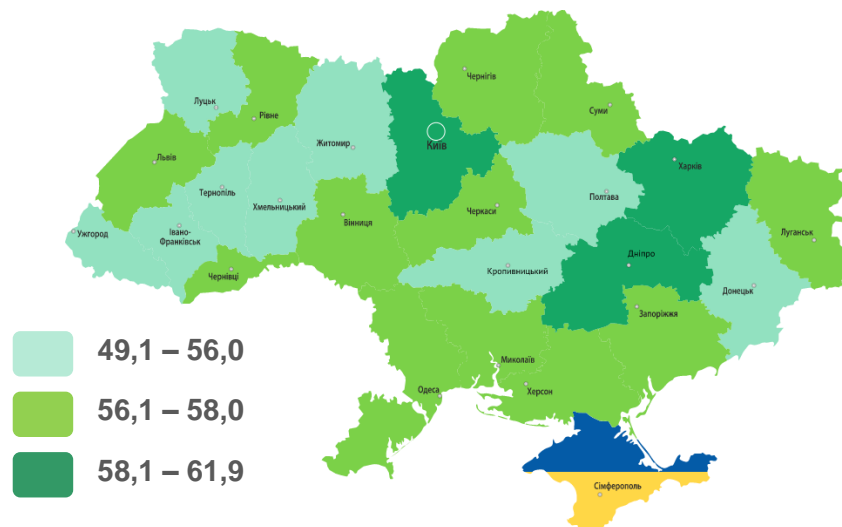 Чернігів
Луцьк
Рівне
Суми
Житомир
Київ
Львів
Харків
Тернопіль
Хмельницький
Полтава
Черкаси
Вінниця
Ужгород
Івано-
Франківськ
Луганськ
Чернівці
Кропивницький
Дніпро
Донецьк
Запоріжжя
Миколаїв
Одеса
Херсон
Сімферополь
49,1 – 56,0
56,1 – 58,0
58,1 – 61,9